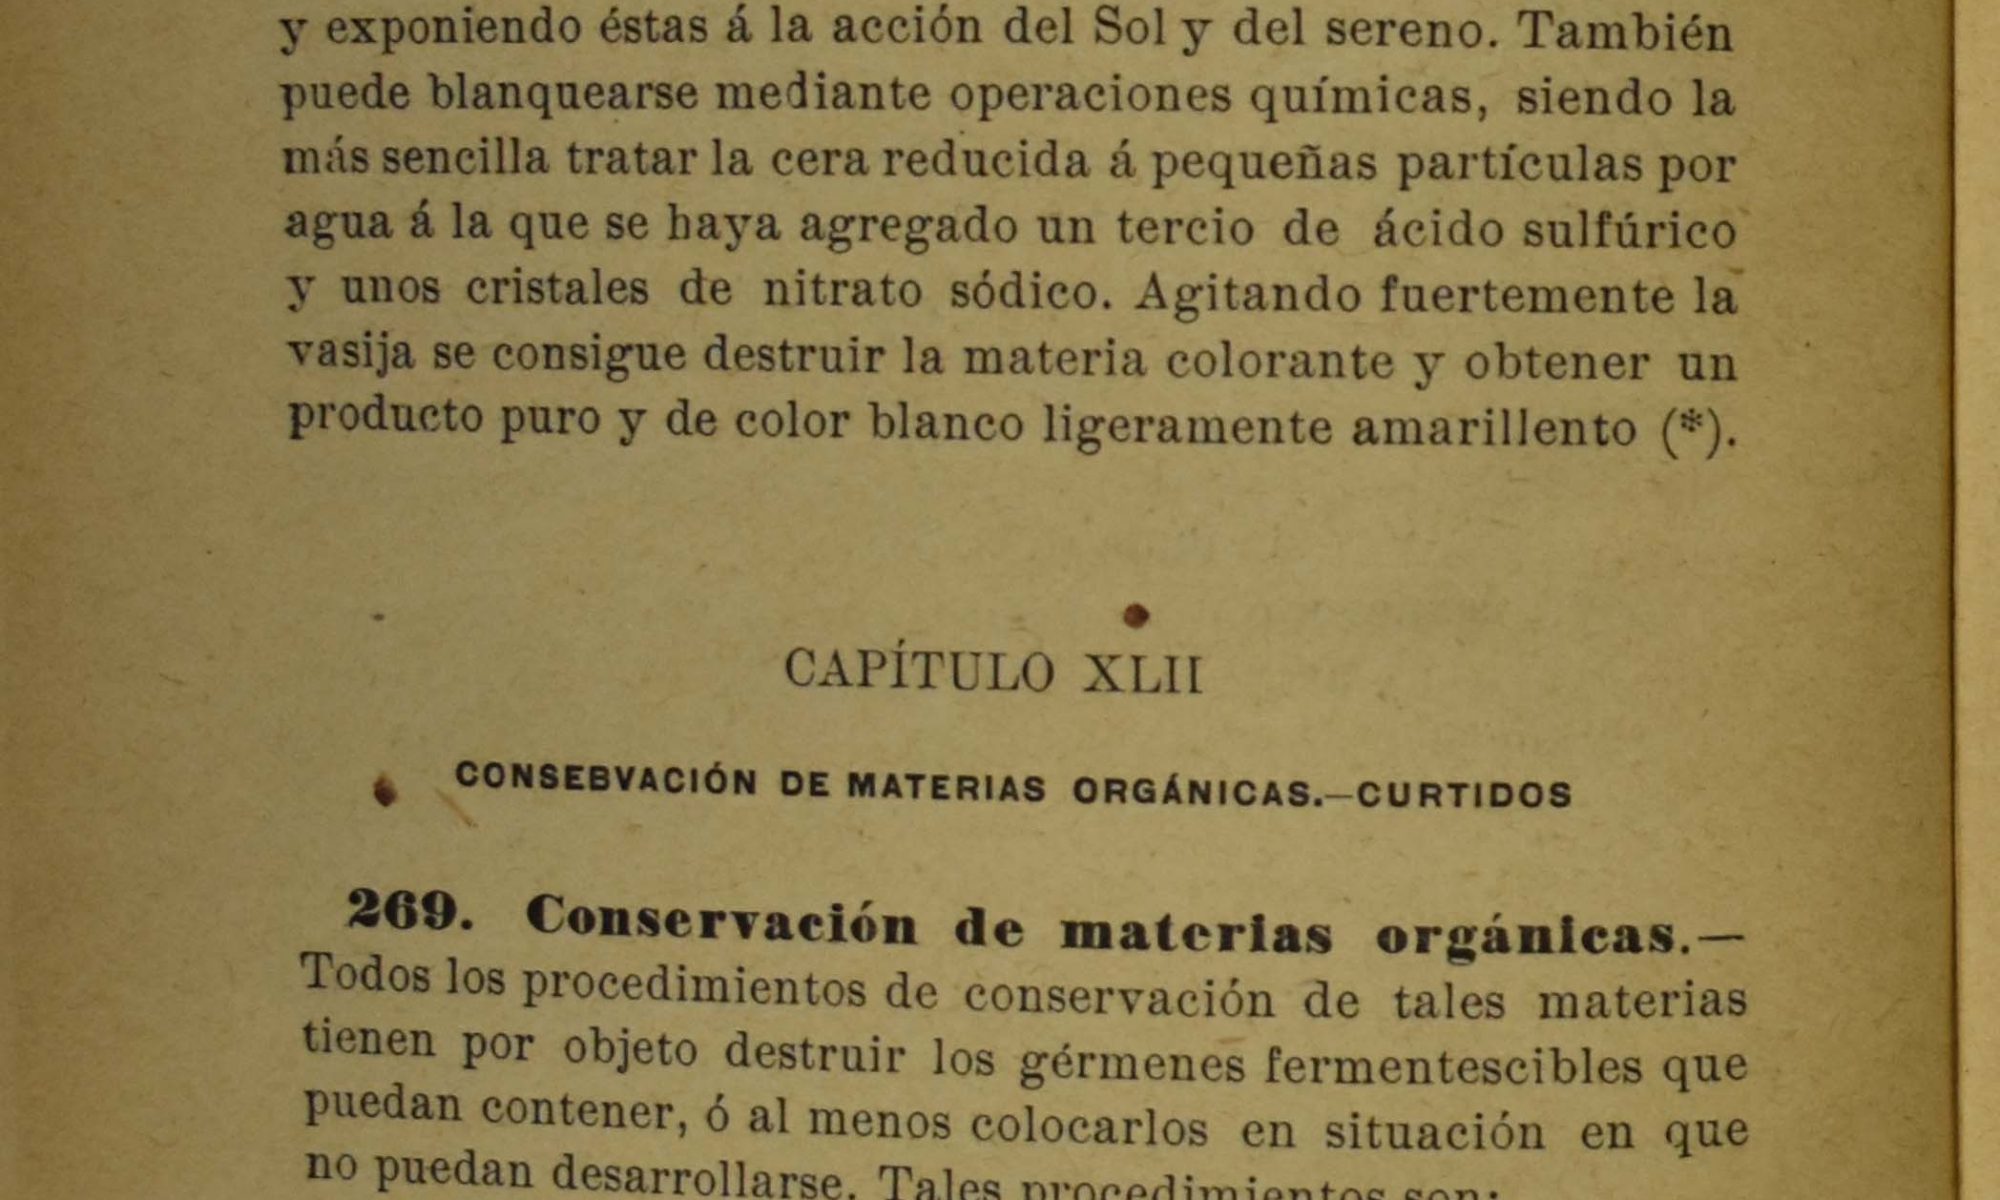 y exponiendo éstas á la acción del Sol y del sereno. También
puede blanquearse mediante operaciones químicas, siendo la
más sencilla tratar la cera reducida á pequeñas partículas por
agua á la que se haya agregado un tercio de ácido sulfúrico
y unos cristales de nitrato sódico. Agitando fuertemente la
vasija se consigue destruir la materia colorante y obtener un
producto puro y de color blanco ligeramente amarillento (*).
CAPÍTULO XLII
CONSEBVACIÓN DE MATERIAS ORGÁNICAS.—CURTIDOS
269. Conservación de materias orgánicas.—
Todos los procedimientos de conservación de tales materias
tienen por objeto destruir los gérmenes fermentescibles que
puedan contener, ó al menos colocarlos en situación en que
no puedan desarrollarse. Tales procedimientos son: